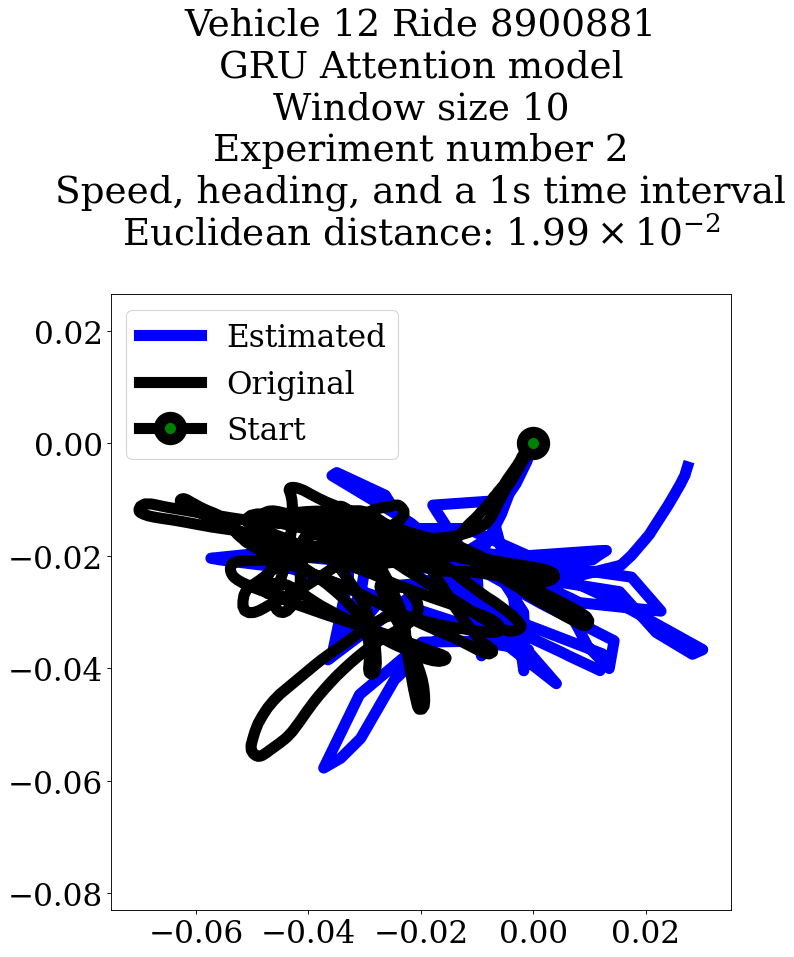 Vehicle 12 Ride 8900881
GRU Attention model
Window size 10
Experiment number 2
Speed, heading, and a 1s time interval
Euclidean distance: $1.99 \times 10^{-2}$
Estimated
Original
Start
0.02
0.00
−0.02
−0.04
−0.06
−0.08
−0.06 −0.04 −0.02 0.00 0.02